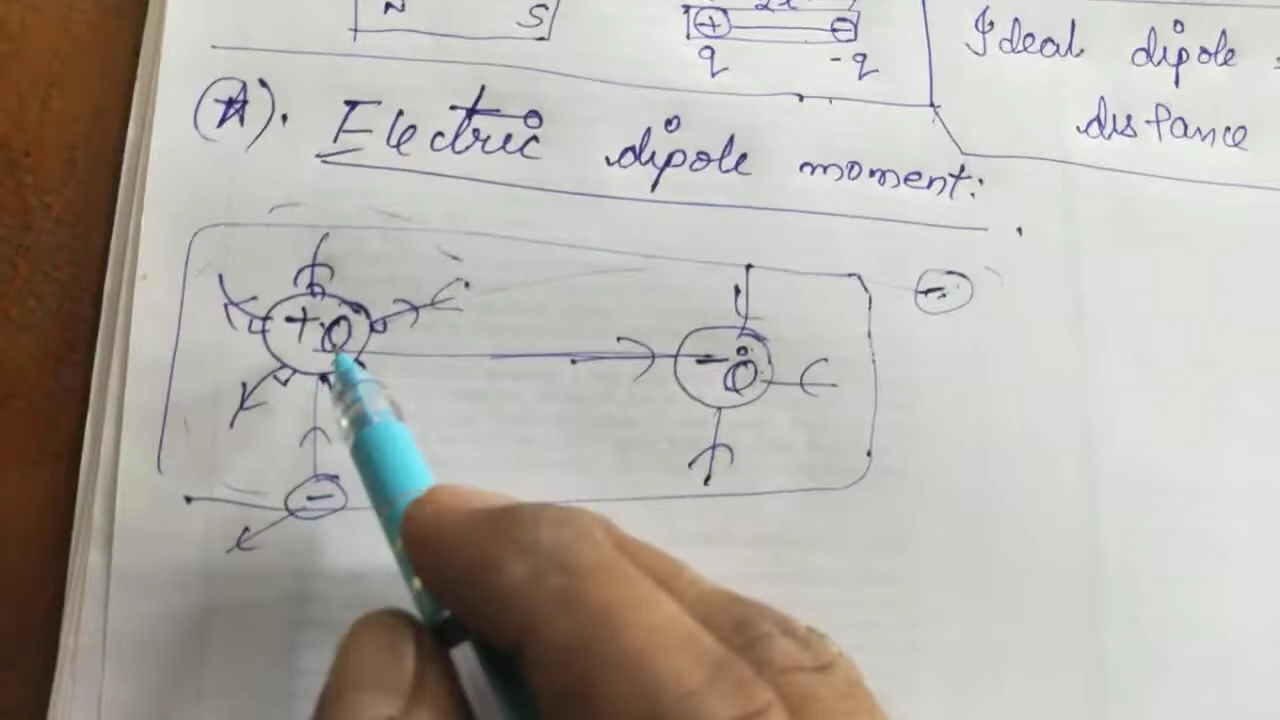 N S
+ -
q -q
Ideal dipole =
distance
(A). Electric dipole moment:
-
+Q
-Q
-